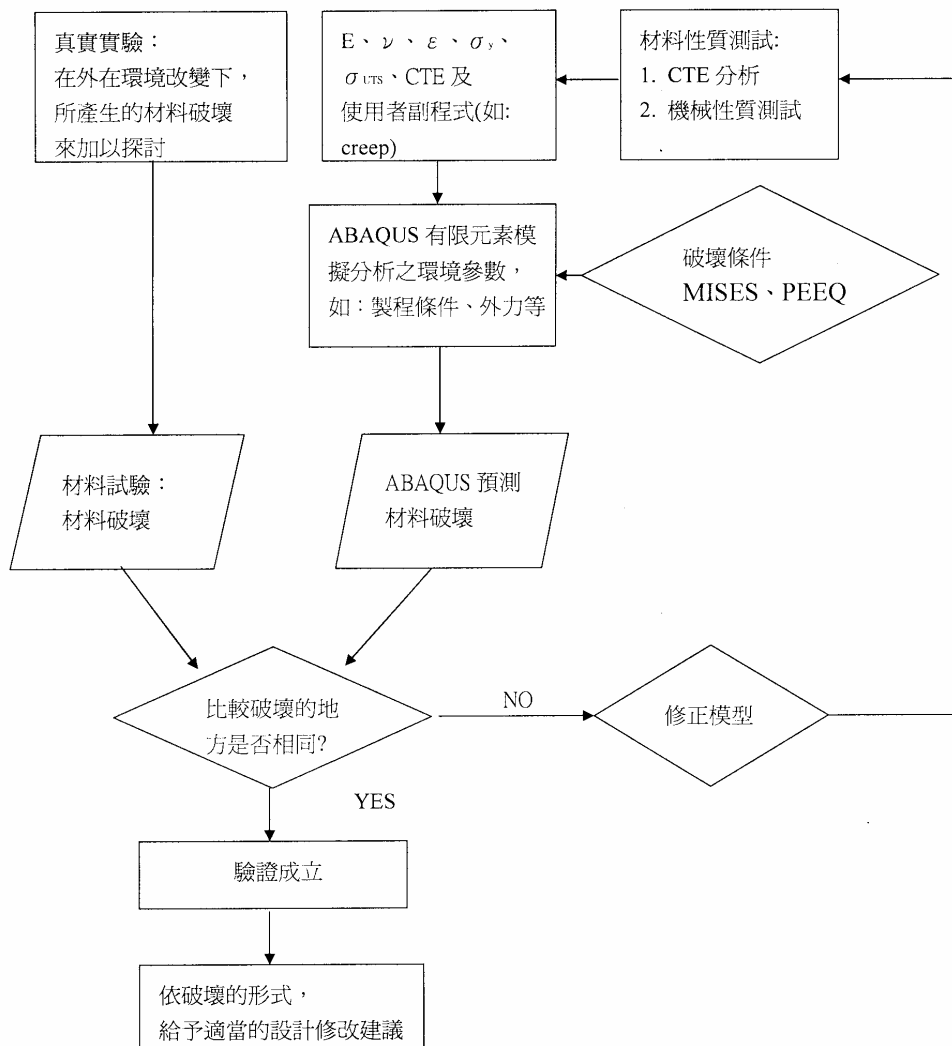 真實實驗：
在外在環境改變下，
所產生的材料破壞
來加以探討
E、ν、ε、σy、
σUTS、CTE 及
使用者副程式(如:
creep)
材料性質測試:
1. CTE 分析
2. 機械性質測試
ABAQUS 有限元素模
擬分析之環境參數，
如：製程條件、外力等
破壞條件
MISES、PEEQ
材料試驗：
材料破壞
ABAQUS 預測
材料破壞
比較破壞的地
方是否相同?
NO
修正模型
YES
驗證成立
依破壞的形式，
給予適當的設計修改建議